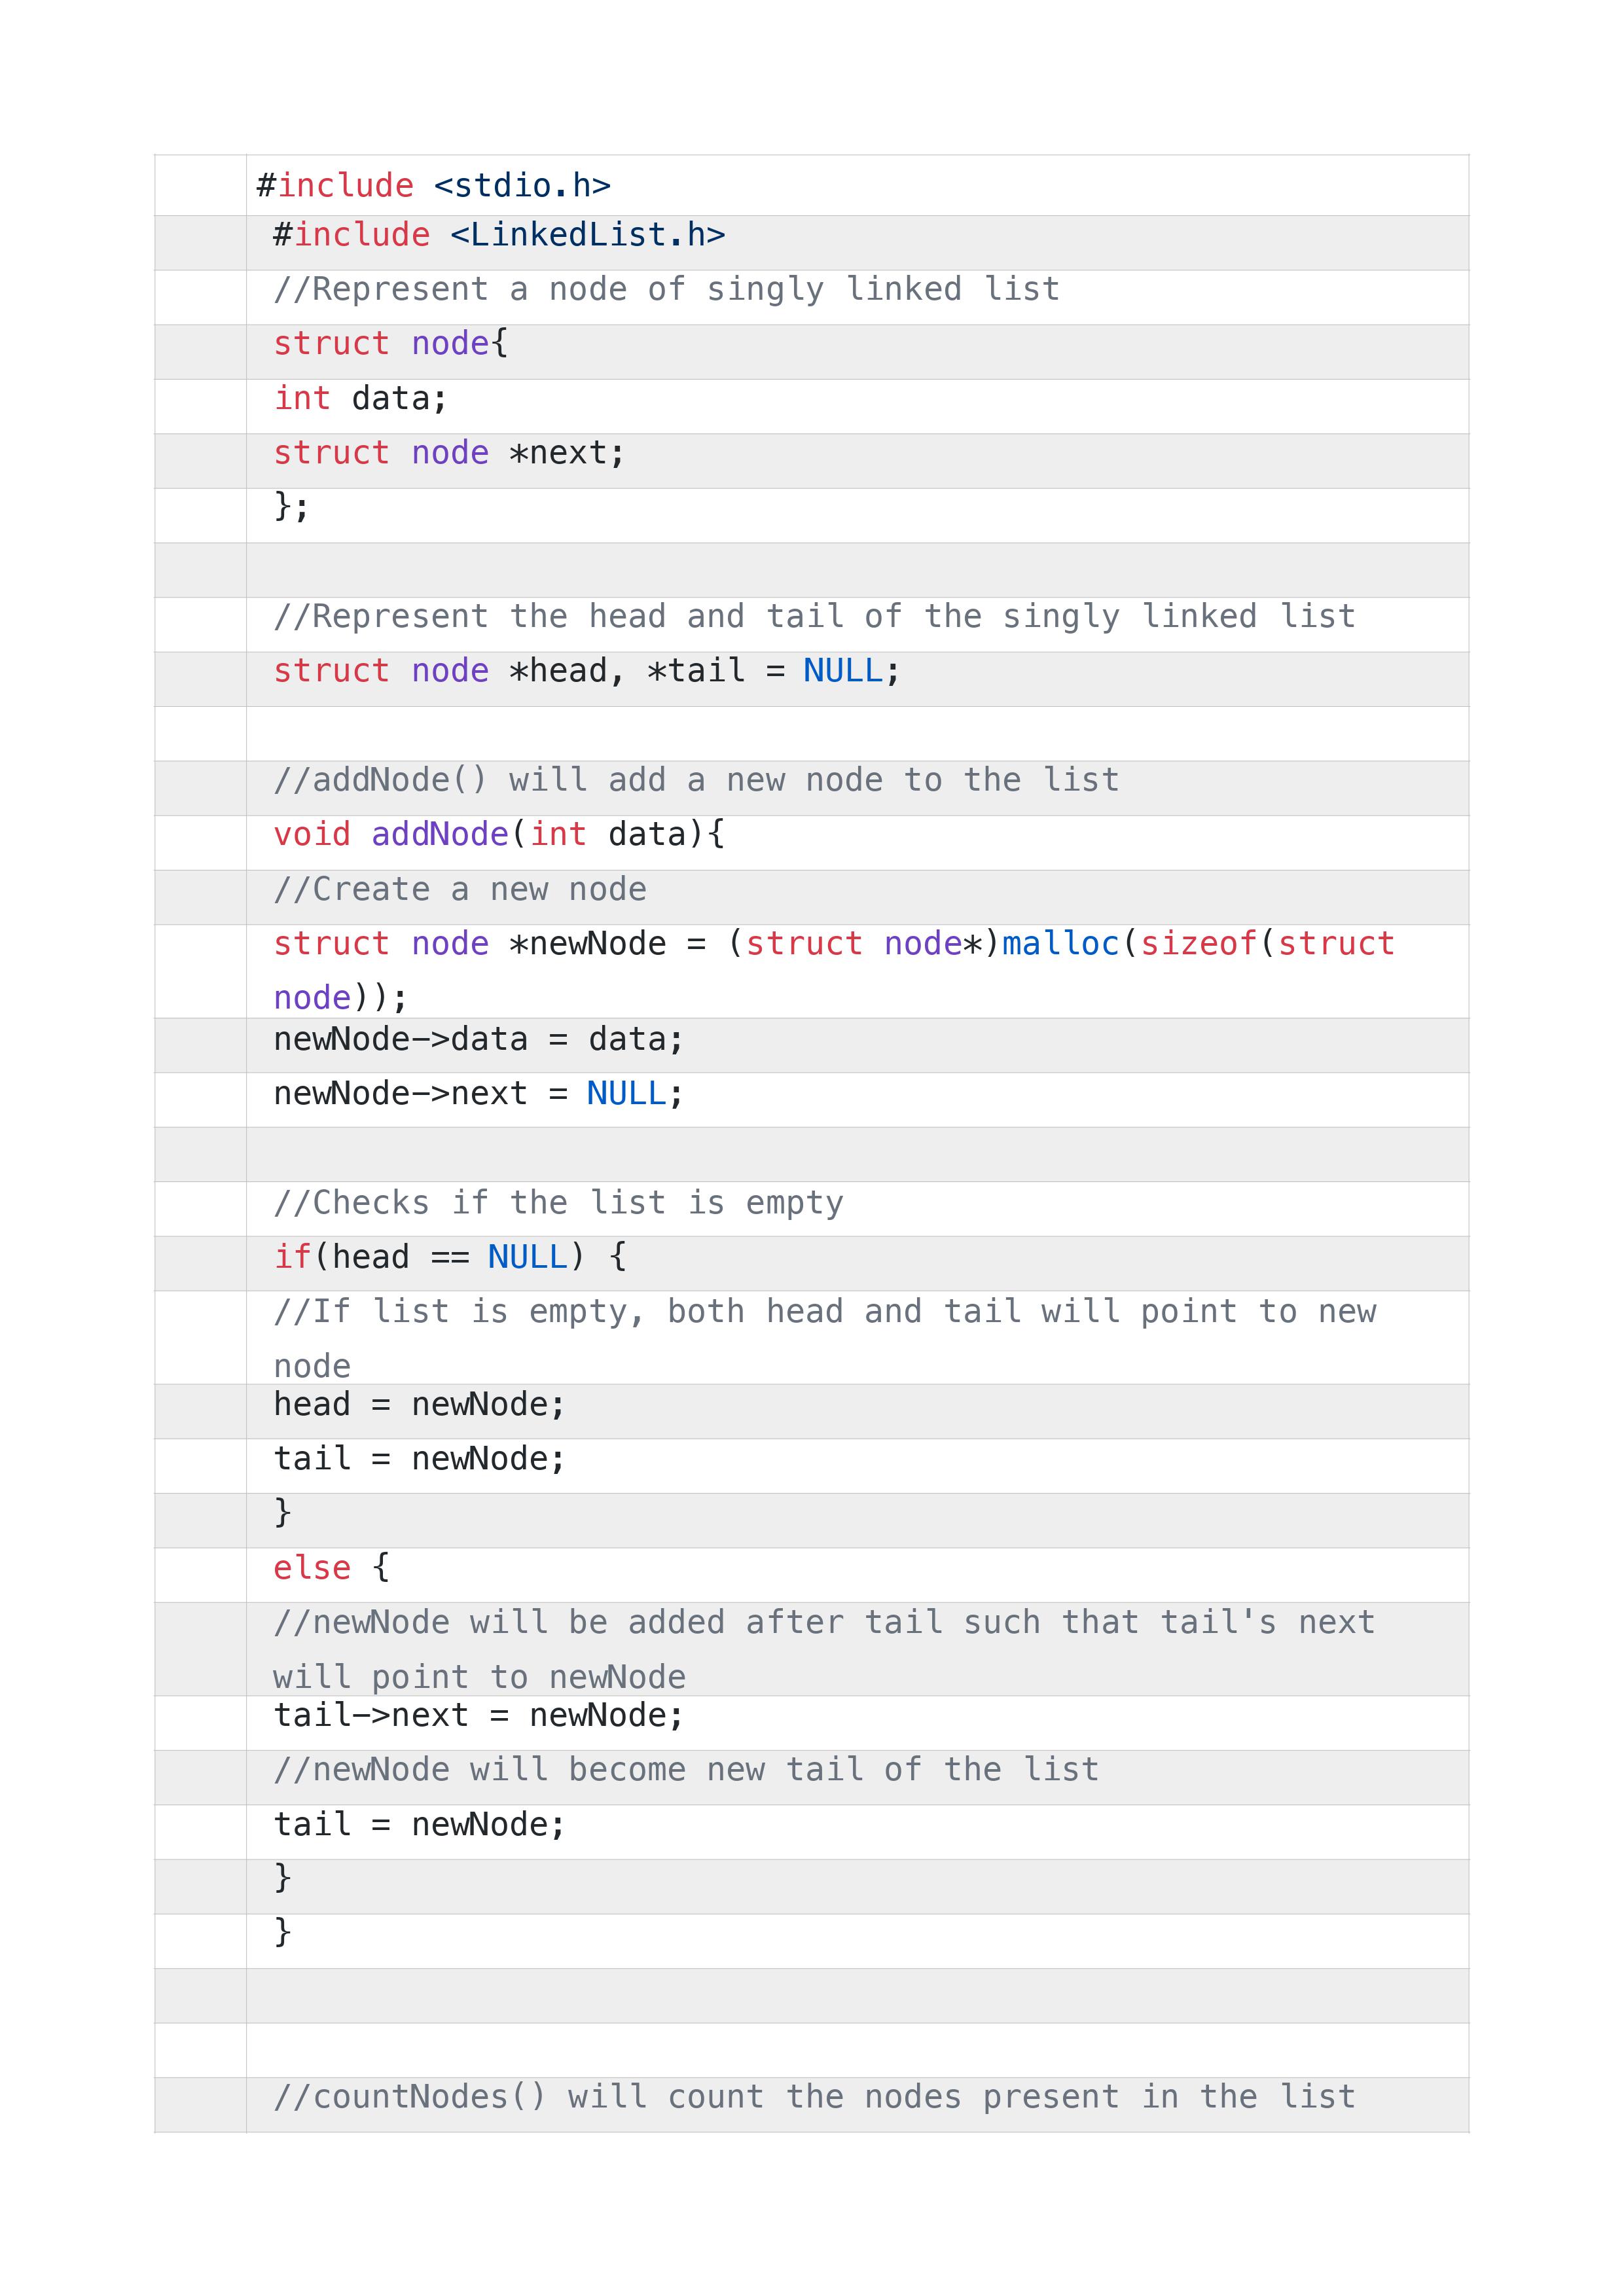 #include <stdio.h>
#include <LinkedList.h>
//Represent a node of singly linked list
struct node{
int data;
struct node *next;
};
//Represent the head and tail of the singly linked list
struct node *head, *tail = NULL;
//addNode() will add a new node to the list
void addNode(int data){
//Create a new node
struct node *newNode = (struct node*)malloc(sizeof(struct
node));
newNode->data = data;
newNode->next = NULL;
//Checks if the list is empty
if(head == NULL) {
//If list is empty, both head and tail will point to new
node
head = newNode;
tail = newNode;
}
else {
//newNode will be added after tail such that tail's next
will point to newNode
tail->next = newNode;
//newNode will become new tail of the list
tail = newNode;
}
}
//countNodes() will count the nodes present in the list